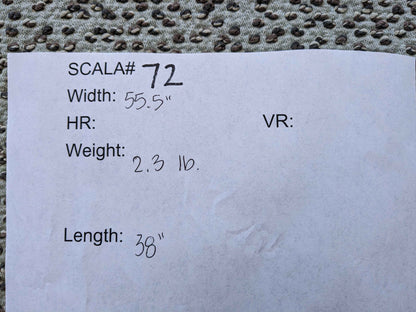 SCALA# 72
Width: 55.5"
HR: VR:
Weight: 2.3 lb.
Length: 38"